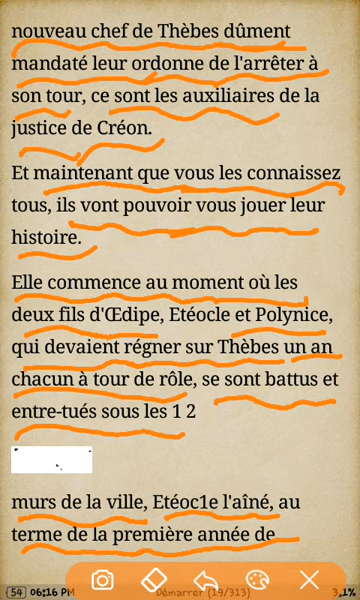 nouveau chef de Thèbes dûment
mandaté leur ordonne de l'arrêter à
son tour, ce sont les auxiliaires de la
justice de Créon.
Et maintenant que vous les connaissez
tous, ils vont pouvoir vous jouer leur
histoire.
Elle commence au moment où les
deux fils d'Œdipe, Etéocle et Polynice,
qui devaient régner sur Thèbes un an
chacun à tour de rôle, se sont battus et
entre-tués sous les 1 2
murs de la ville, Etéoc1e l'aîné, au
terme de la première année de
54 06:16 PM Démarrer (19/313) 3,1%